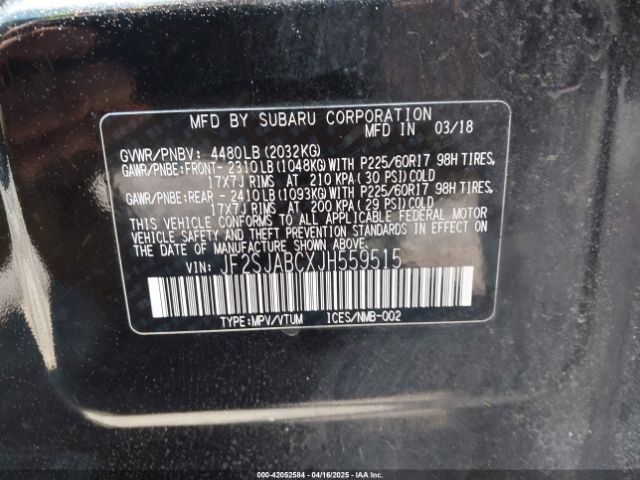 MFD BY SUBARU CORPORATION
MFD IN 03/18
GVWR/PNBV: 4480LB(2032KG)
GAWR/PNBE:FRONT- 2310LB(1048KG)WITH P225/60R17 98H TIRES,
17X7J RIMS AT 210 KPA(30 PSI)COLD
GAWR/PNBE:REAR - 2410LB(1093KG)WITH P225/60R17 98H TIRES,
17X7J RIMS AT 200 KPA(29 PSI)COLD
THIS VEHICLE CONFORMS TO ALL APPLICABLE FEDERAL MOTOR
VEHICLE SAFETY AND THEFT PREVENTION STANDARDS IN EFFECT
ON THE DATE OF MANUFACTURE SHOWN ABOVE.
VIN: JF2SJABCXJH559515
TYPE:MPV/VTUM ICES/NMB-002
IAA - 42052584 | 04/16/2025 - IAA Inc.